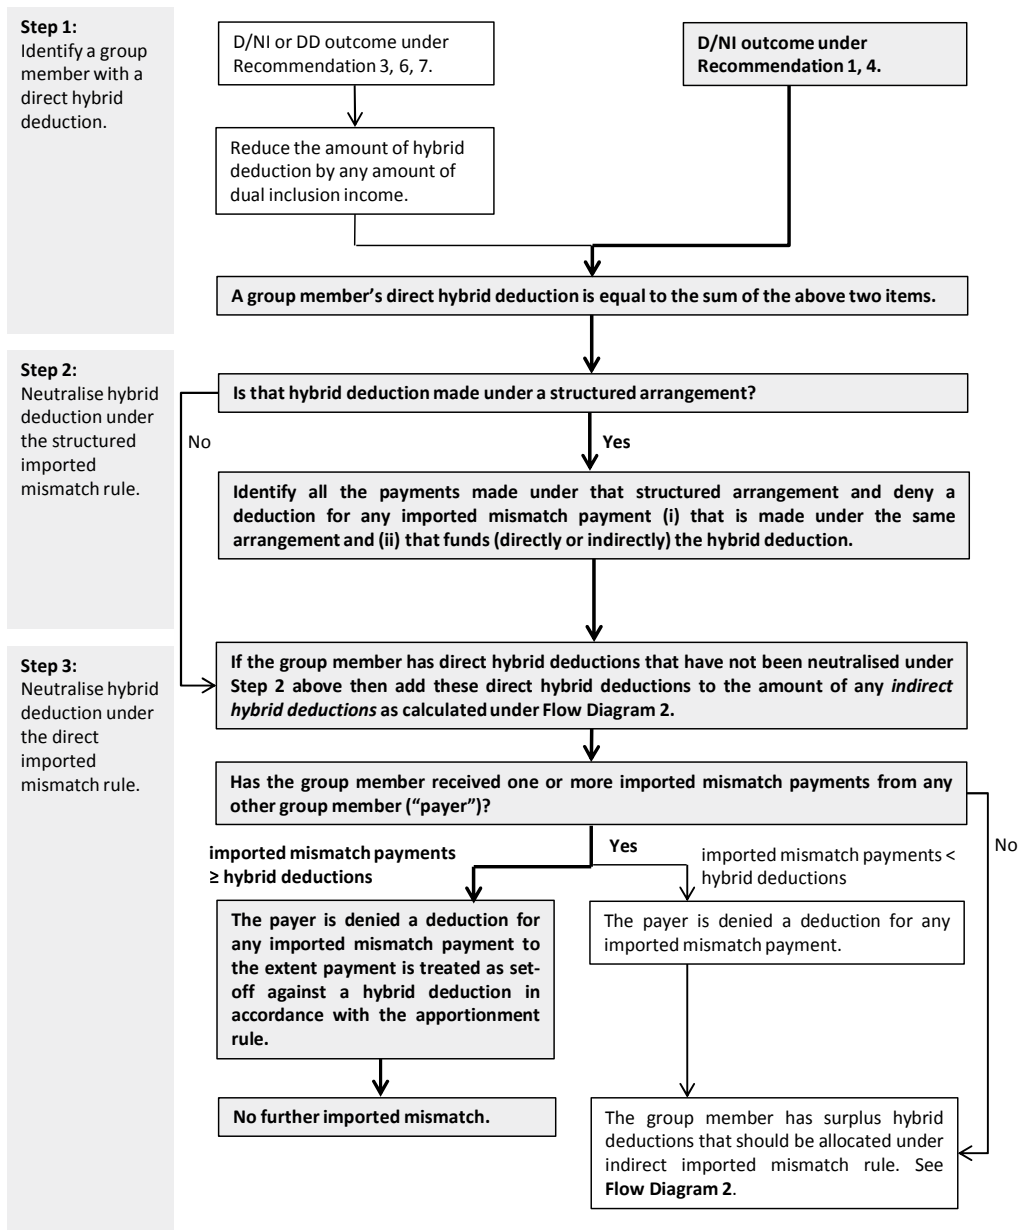 Step 1:
Identify a group
member with a
direct hybrid
deduction.
D/NI or DD outcome under
Recommendation 3, 6, 7.
D/NI outcome under
Recommendation 1, 4.
Reduce the amount of hybrid
deduction by any amount of
dual inclusion income.
A group member’s direct hybrid deduction is equal to the sum of the above two items.
Step 2:
Neutralise hybrid
deduction under
the structured
imported
mismatch rule.
Is that hybrid deduction made under a structured arrangement?
No
Yes
Identify all the payments made under that structured arrangement and deny a
deduction for any imported mismatch payment (i) that is made under the same
arrangement and (ii) that funds (directly or indirectly) the hybrid deduction.
Step 3:
Neutralise hybrid
deduction under
the direct
imported
mismatch rule.
If the group member has direct hybrid deductions that have not been neutralised under
Step 2 above then add these direct hybrid deductions to the amount of any indirect
hybrid deductions as calculated under Flow Diagram 2.
Has the group member received one or more imported mismatch payments from any
other group member (“payer”)?
Yes
No
imported mismatch payments
≥ hybrid deductions
imported mismatch payments <
hybrid deductions
The payer is denied a deduction for
any imported mismatch payment to
the extent payment is treated as set-
off against a hybrid deduction in
accordance with the apportionment
rule.
The payer is denied a deduction for any
imported mismatch payment.
No further imported mismatch.
The group member has surplus hybrid
deductions that should be allocated under
indirect imported mismatch rule. See
Flow Diagram 2.